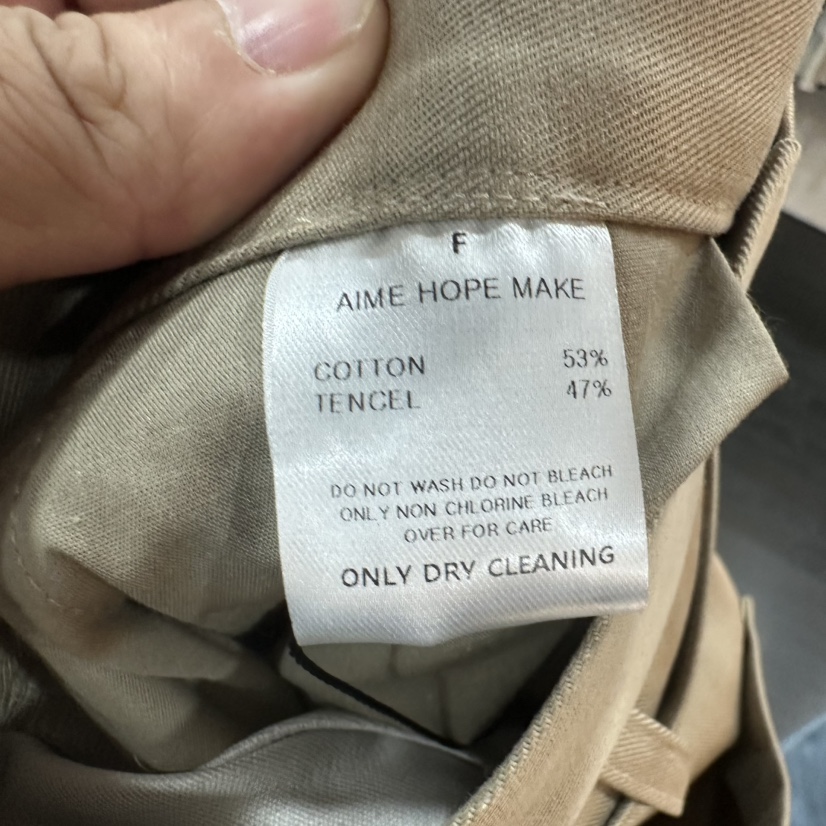 F
AIME HOPE MAKE
COTTON 53%
TENCEL 47%
DO NOT WASH DO NOT BLEACH
ONLY NON CHLORINE BLEACH
OVER FOR CARE
ONLY DRY CLEANING